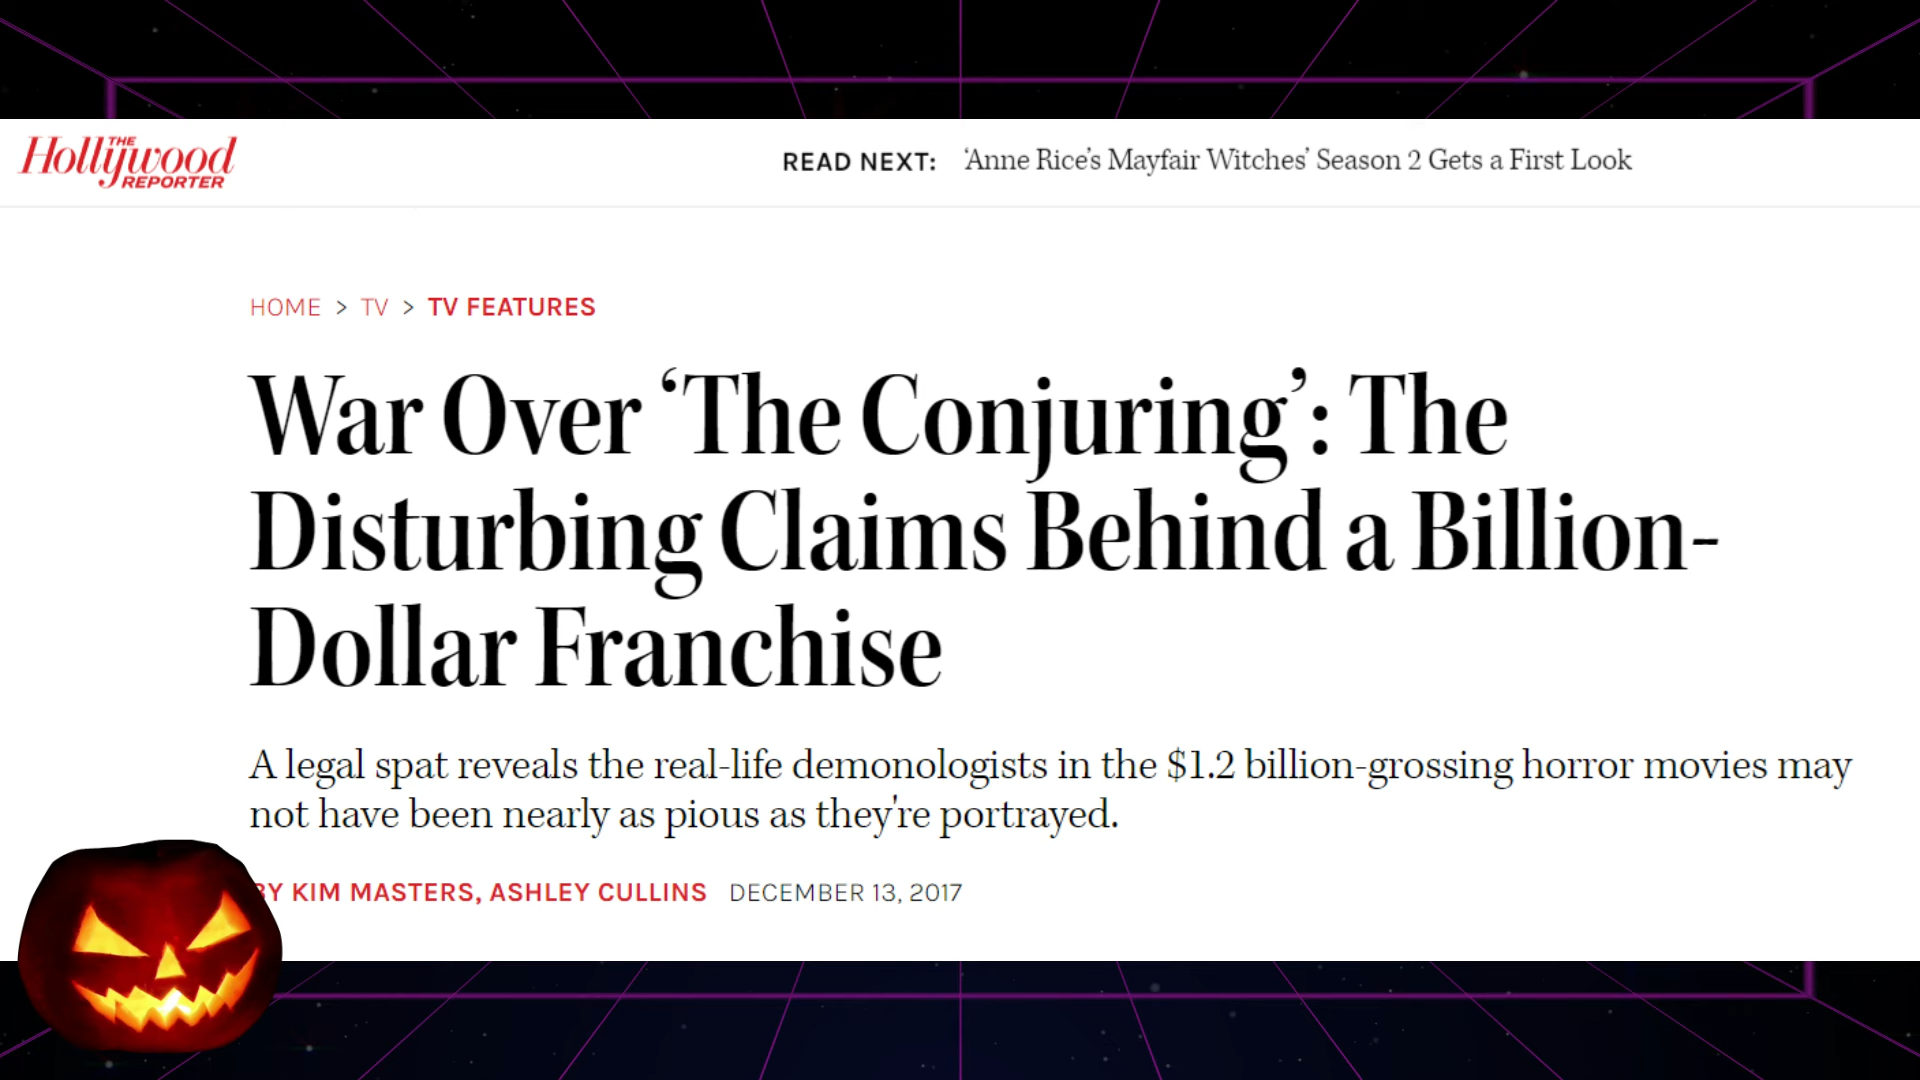 THE
Hollywood
REPORTER
READ NEXT: ‘Anne Rice’s Mayfair Witches’ Season 2 Gets a First Look
HOME > TV > TV FEATURES
War Over ‘The Conjuring’: The
Disturbing Claims Behind a Billion-
Dollar Franchise
A legal spat reveals the real-life demonologists in the $1.2 billion-grossing horror movies may
not have been nearly as pious as they're portrayed.
BY KIM MASTERS, ASHLEY CULLINS DECEMBER 13, 2017